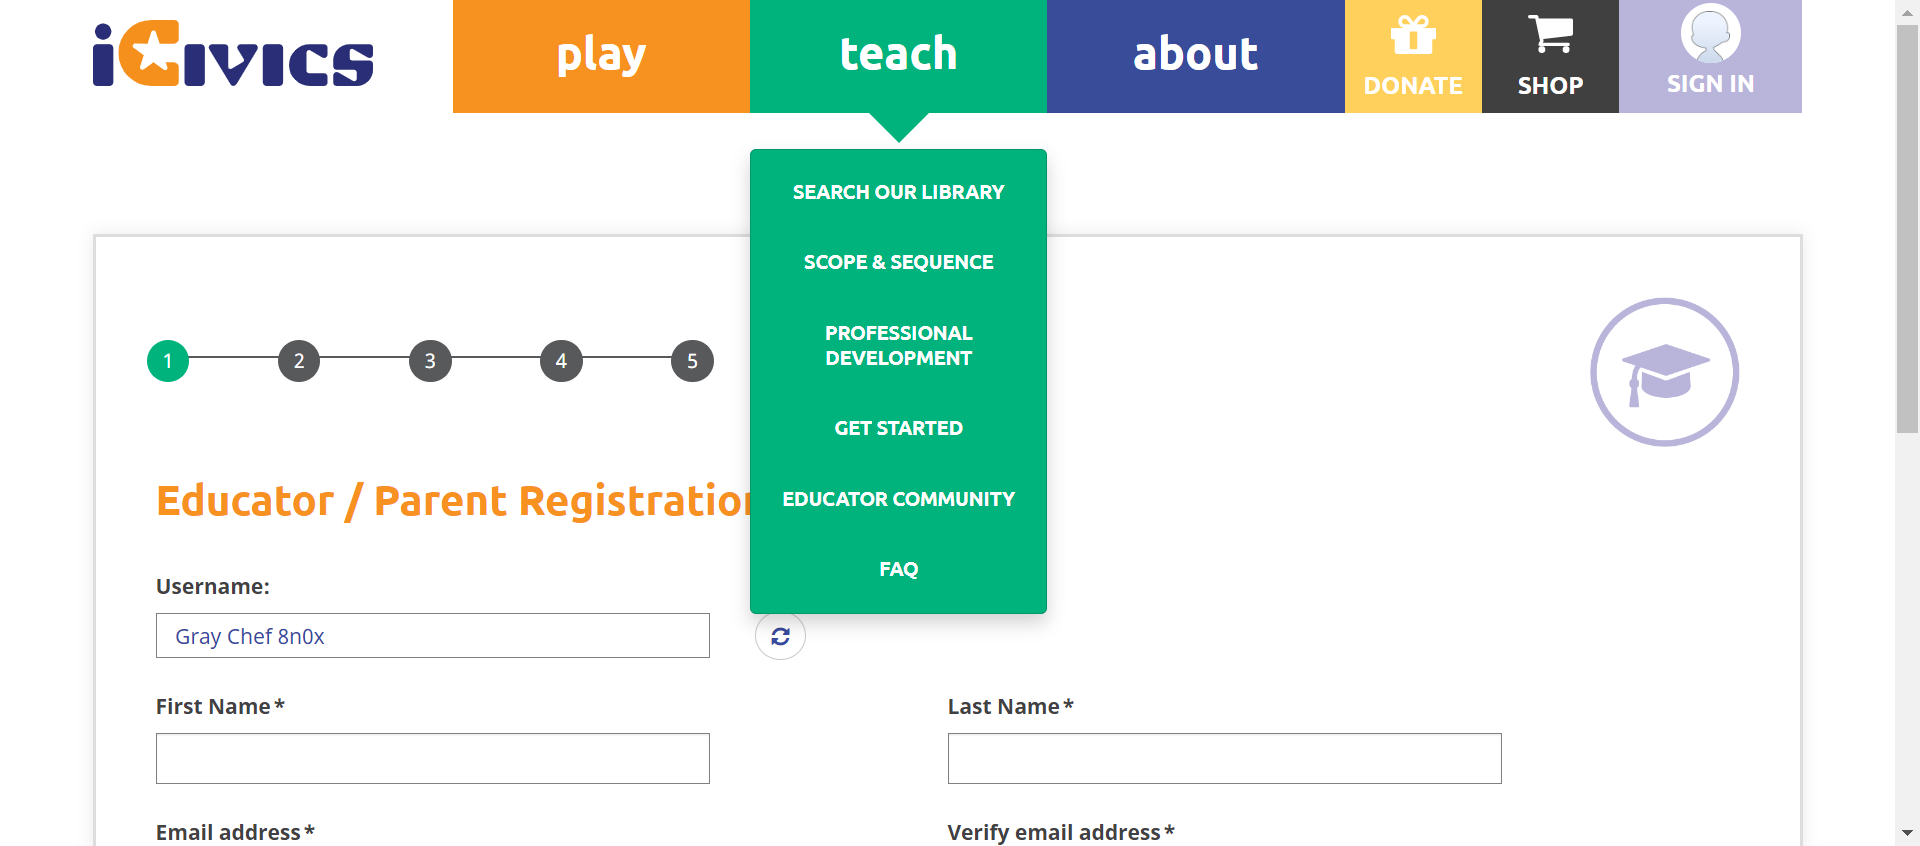 iCivics
play
teach
about
DONATE
SHOP
SIGN IN
SEARCH OUR LIBRARY
SCOPE & SEQUENCE
PROFESSIONAL
DEVELOPMENT
GET STARTED
EDUCATOR COMMUNITY
FAQ
1 2 3 4 5
Educator / Parent Registration
Username:
Gray Chef 8n0x
First Name*
Last Name*
Email address*
Verify email address*